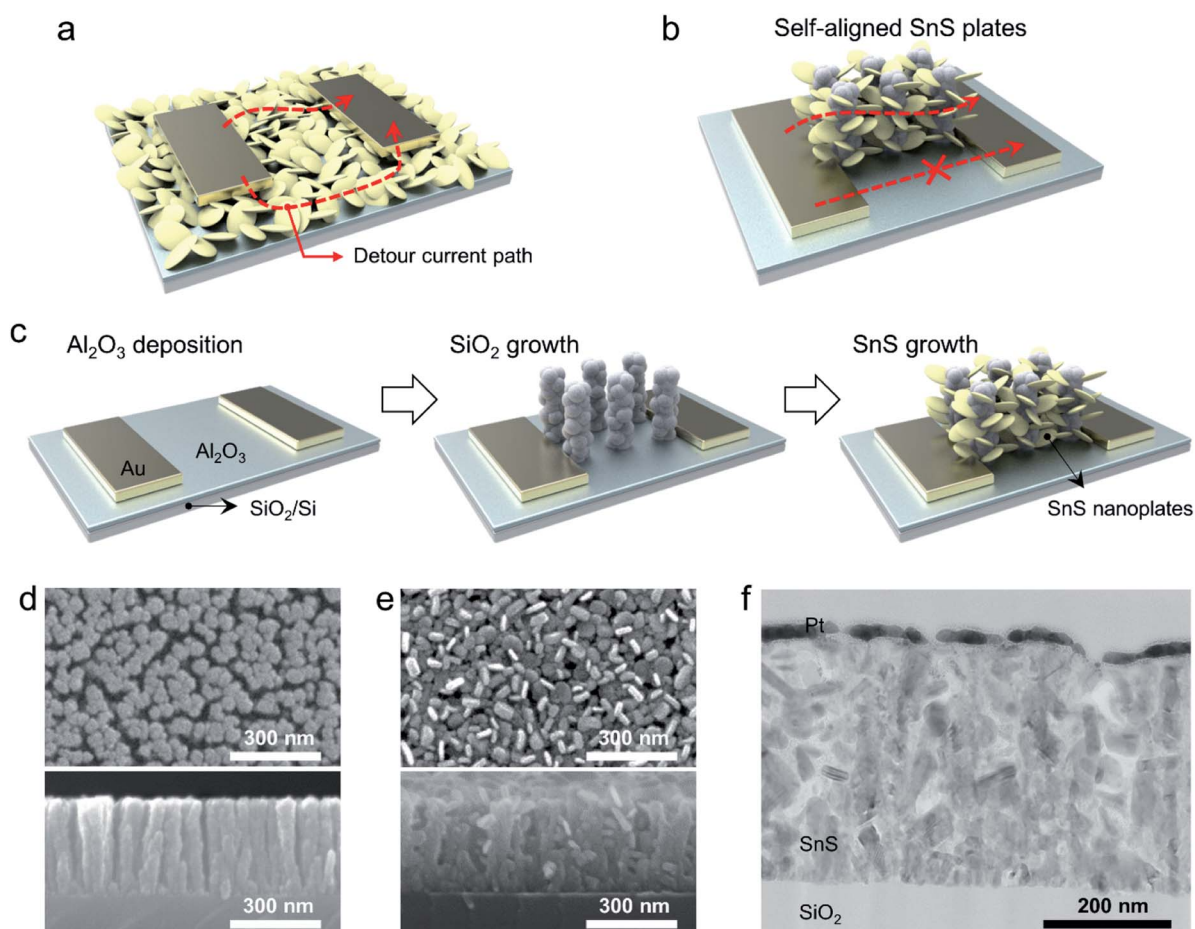 a
Detour current path
b
Self-aligned SnS plates
c
Al₂O₃ deposition
SiO₂ growth
SnS growth
Au
Al₂O₃
SiO₂/Si
SnS nanoplates
d
300 nm
300 nm
e
300 nm
300 nm
f
Pt
SnS
SiO₂
200 nm